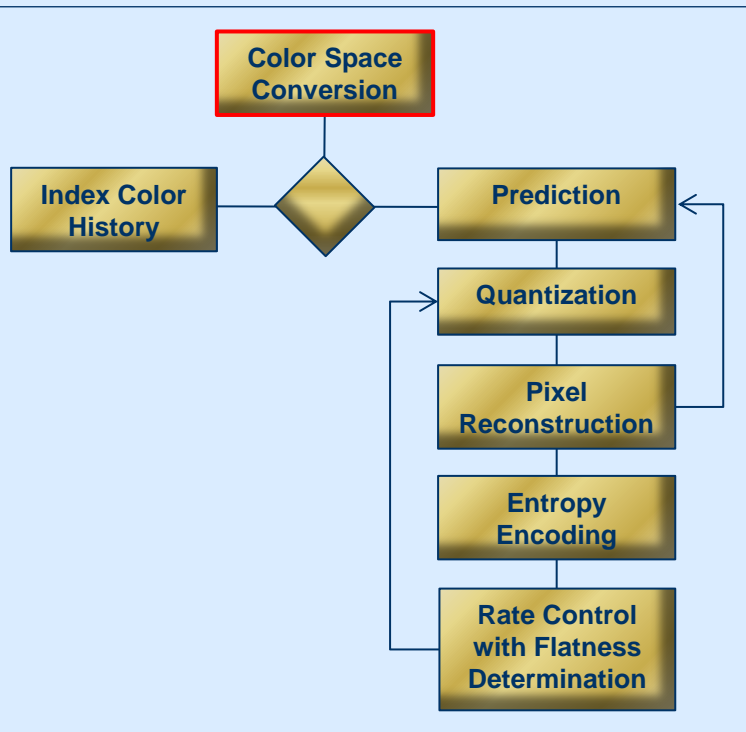 Color Space
Conversion
Index Color
History
Prediction
Quantization
Pixel
Reconstruction
Entropy
Encoding
Rate Control
with Flatness
Determination